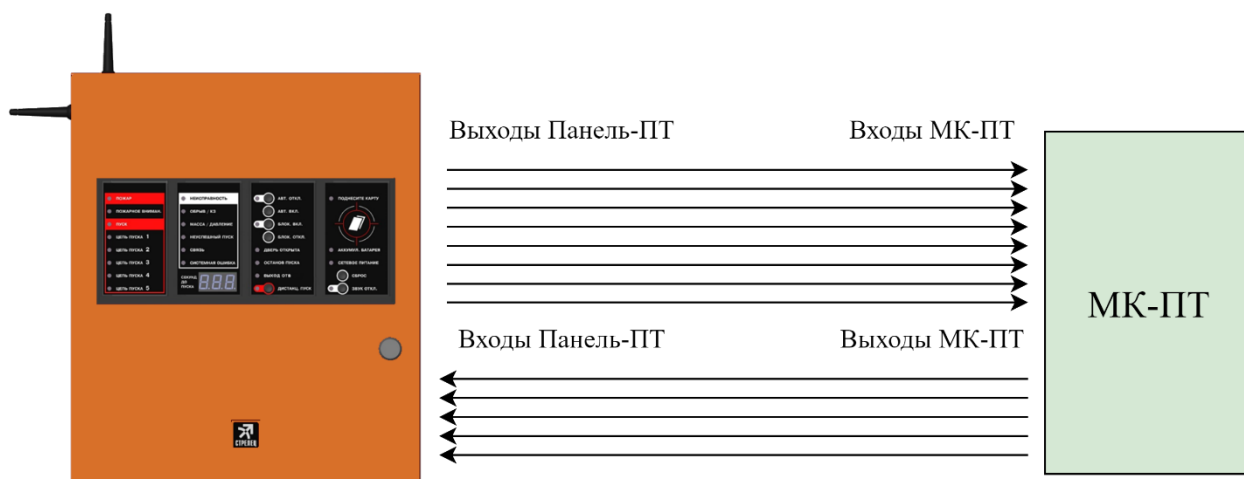 Выходы Панель-ПТ
Входы МК-ПТ
ПОЖАР
ПОЖАРНОЕ ВНИМАН.
ПУСК
ЦЕПЬ ПУСКА 1
ЦЕПЬ ПУСКА 2
ЦЕПЬ ПУСКА 3
ЦЕПЬ ПУСКА 4
ЦЕПЬ ПУСКА 5
НЕИСПРАВНОСТЬ
ОБРЫВ / КЗ
МАССА / ДАВЛЕНИЕ
НЕУСПЕШНЫЙ ПУСК
СВЯЗЬ
СИСТЕМНАЯ ОШИБКА
СЕКУНД
ДО
ПУСКА
888
АВТ. ОТКЛ.
АВТ. ВКЛ.
БЛОК. ВКЛ.
БЛОК. ОТКЛ.
ДВЕРЬ ОТКРЫТА
ОСТАНОВ ПУСКА
ВЫХОД ОТВ
ДИСТАНЦ. ПУСК
ПОДНЕСИТЕ КАРТУ
АККУМУЛ. БАТАРЕЯ
СЕТЕВОЕ ПИТАНИЕ
СБРОС
ЗВУК ОТКЛ.
СТРЕЛЕЦ
МК-ПТ
Входы Панель-ПТ
Выходы МК-ПТ